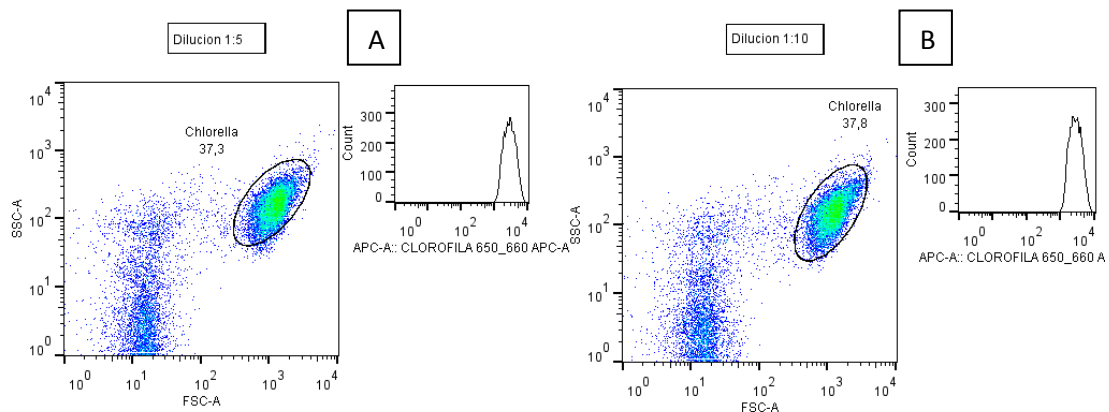 Dilucion 1:5
A
Chlorella
37,3
10^4
10^3
10^2
10^1
10^0
SSC-A
10^0 10^1 10^2 10^3 10^4
FSC-A
300
200
100
0
Count
10^0 10^2 10^4
APC-A:: CLOROFILA 650_660 APC-A
Dilucion 1:10
B
Chlorella
37,8
10^4
10^3
10^2
10^1
10^0
SSC-A
10^0 10^1 10^2 10^3 10^4
FSC-A
300
200
100
0
Count
10^0 10^2 10^4
APC-A:: CLOROFILA 650_660 A